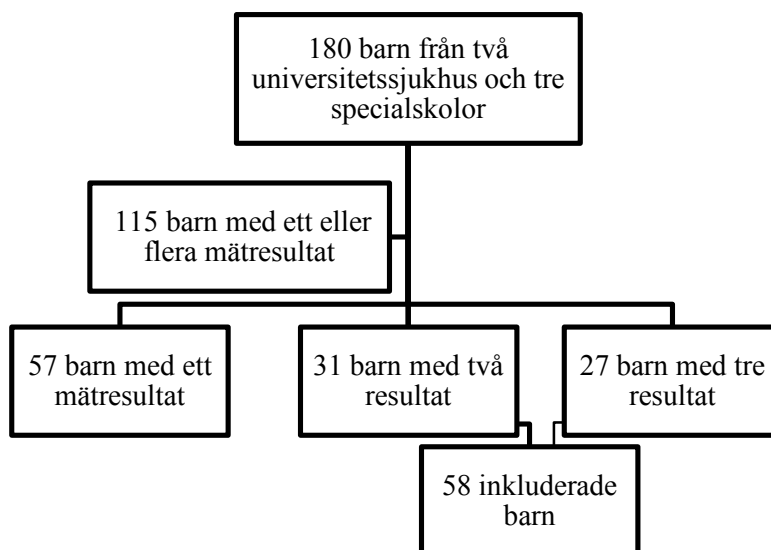 180 barn från två
universitetssjukhus och tre
specialskolor
115 barn med ett eller
flera mätresultat
57 barn med ett
mätresultat
31 barn med två
resultat
27 barn med tre
resultat
58 inkluderade
barn